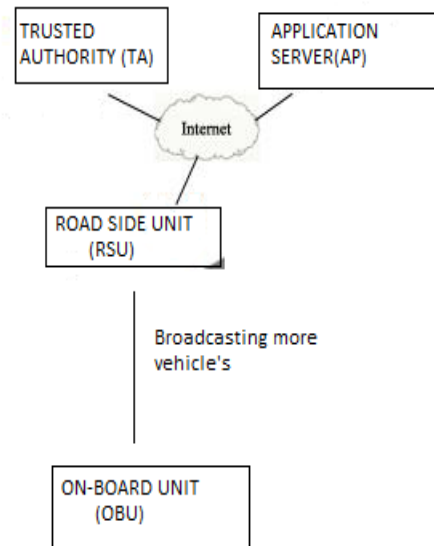 TRUSTED
AUTHORITY (TA)
APPLICATION
SERVER(AP)
Internet
ROAD SIDE UNIT
(RSU)
Broadcasting more
vehicle's
ON-BOARD UNIT
(OBU)